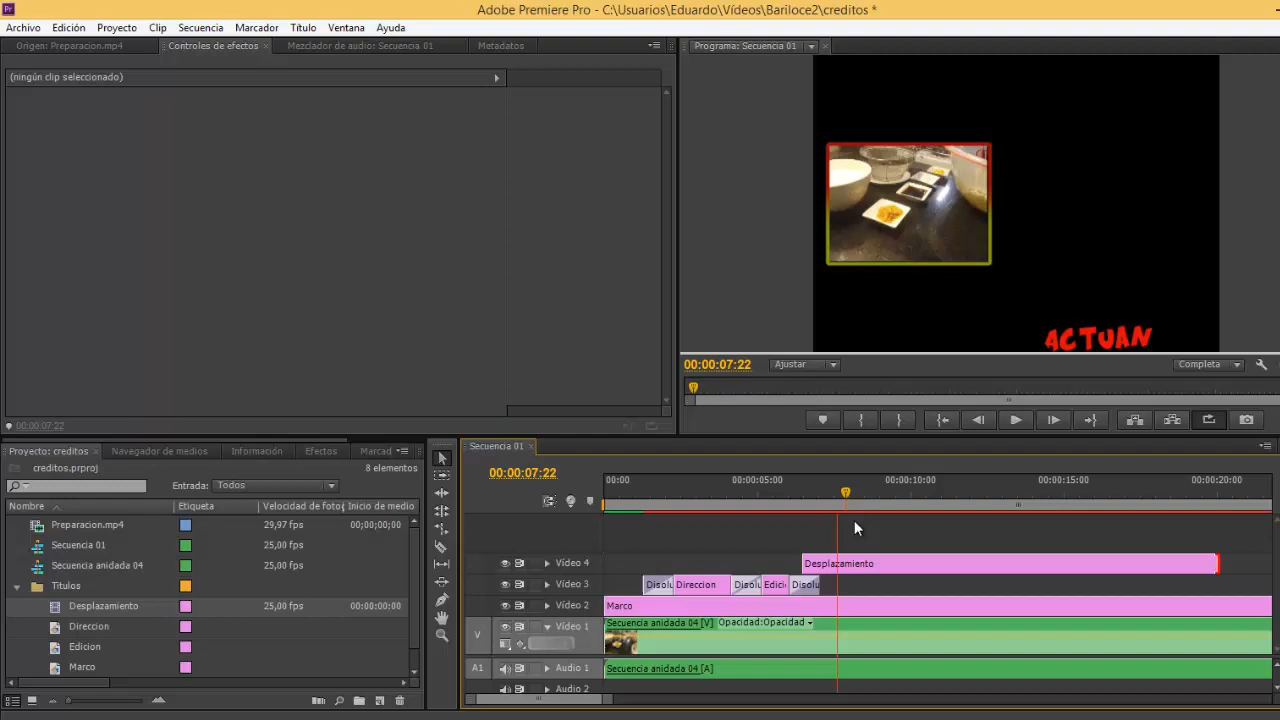 Adobe Premiere Pro - C:\Usuarios\Eduardo\Vídeos\Bariloce2\creditos *
Archivo Edición Proyecto Clip Secuencia Marcador Título Ventana Ayuda
Origen: Preparacion.mp4 Controles de efectos Mezclador de audio: Secuencia 01 Metadatos
Programa: Secuencia 01
(ningún clip seleccionado)
ACTUAN
00:00:07:22 Ajustar Completa
00:00:07:22
Proyecto: creditos Navegador de medios Información Efectos Marcad
creditos.prproj 8 elementos
Entrada: Todos
Nombre Etiqueta Velocidad de foto Inicio de medio
Preparacion.mp4 29,97 fps 00;00;00;00
Secuencia 01 25,00 fps
Secuencia anidada 04 25,00 fps
Titulos
Desplazamiento 25,00 fps 00:00:00:00
Direccion
Edicion
Marco
Secuencia 01
00:00:07:22
00:00 00:00:05:00 00:00:10:00 00:00:15:00 00:00:20:00
Vídeo 4 Desplazamiento
Vídeo 3 Disolu Direccion Disolu Edici Disolu
Vídeo 2 Marco
V Vídeo 1 Secuencia anidada 04 [V] Opacidad:Opacidad
A1 Audio 1 Secuencia anidada 04 [A]
Audio 2